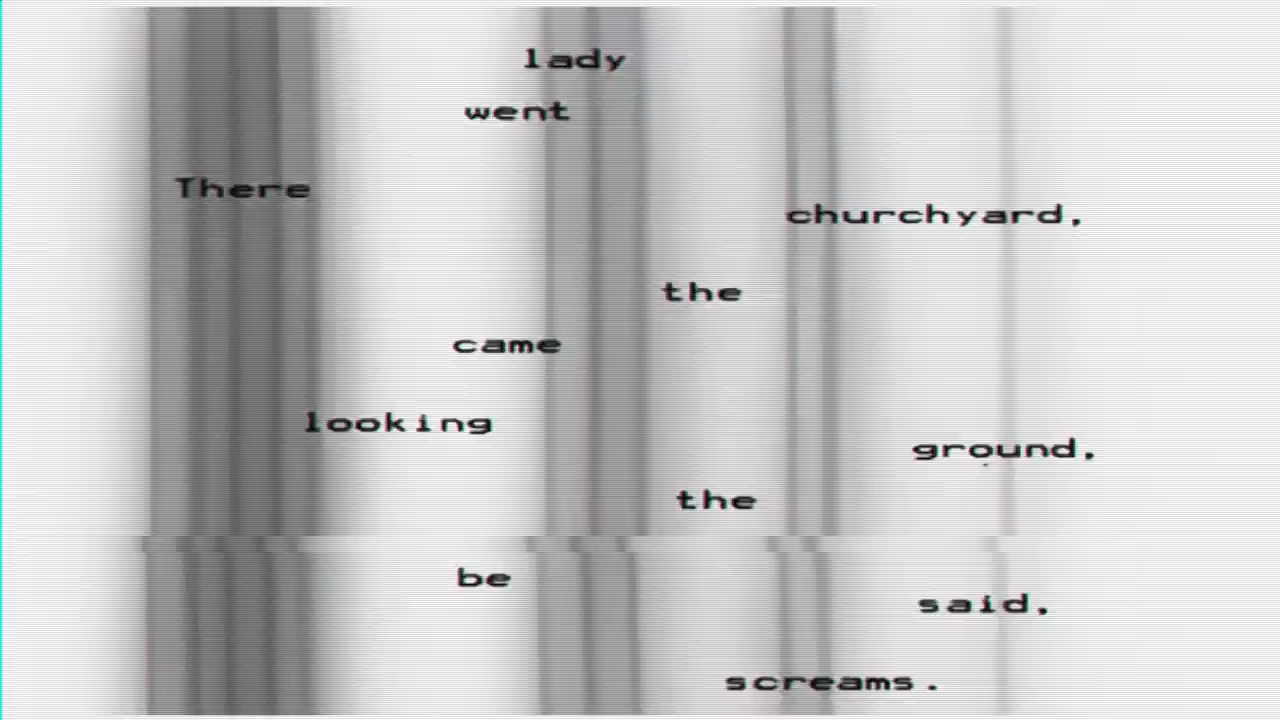 lady
went
There
churchyard,
the
came
looking
ground,
the
be
said,
screams.